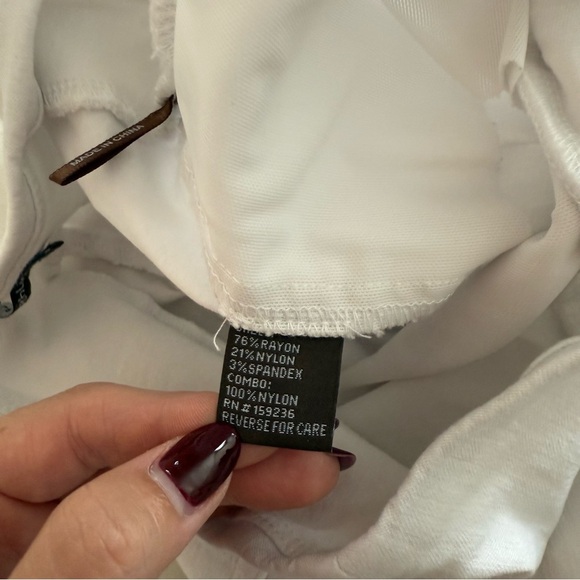 MADE IN CHINA
76%RAYON
21%NYLON
3%SPANDEX
COMBO:
100%NYLON
RN # 159236
REVERSE FOR CARE